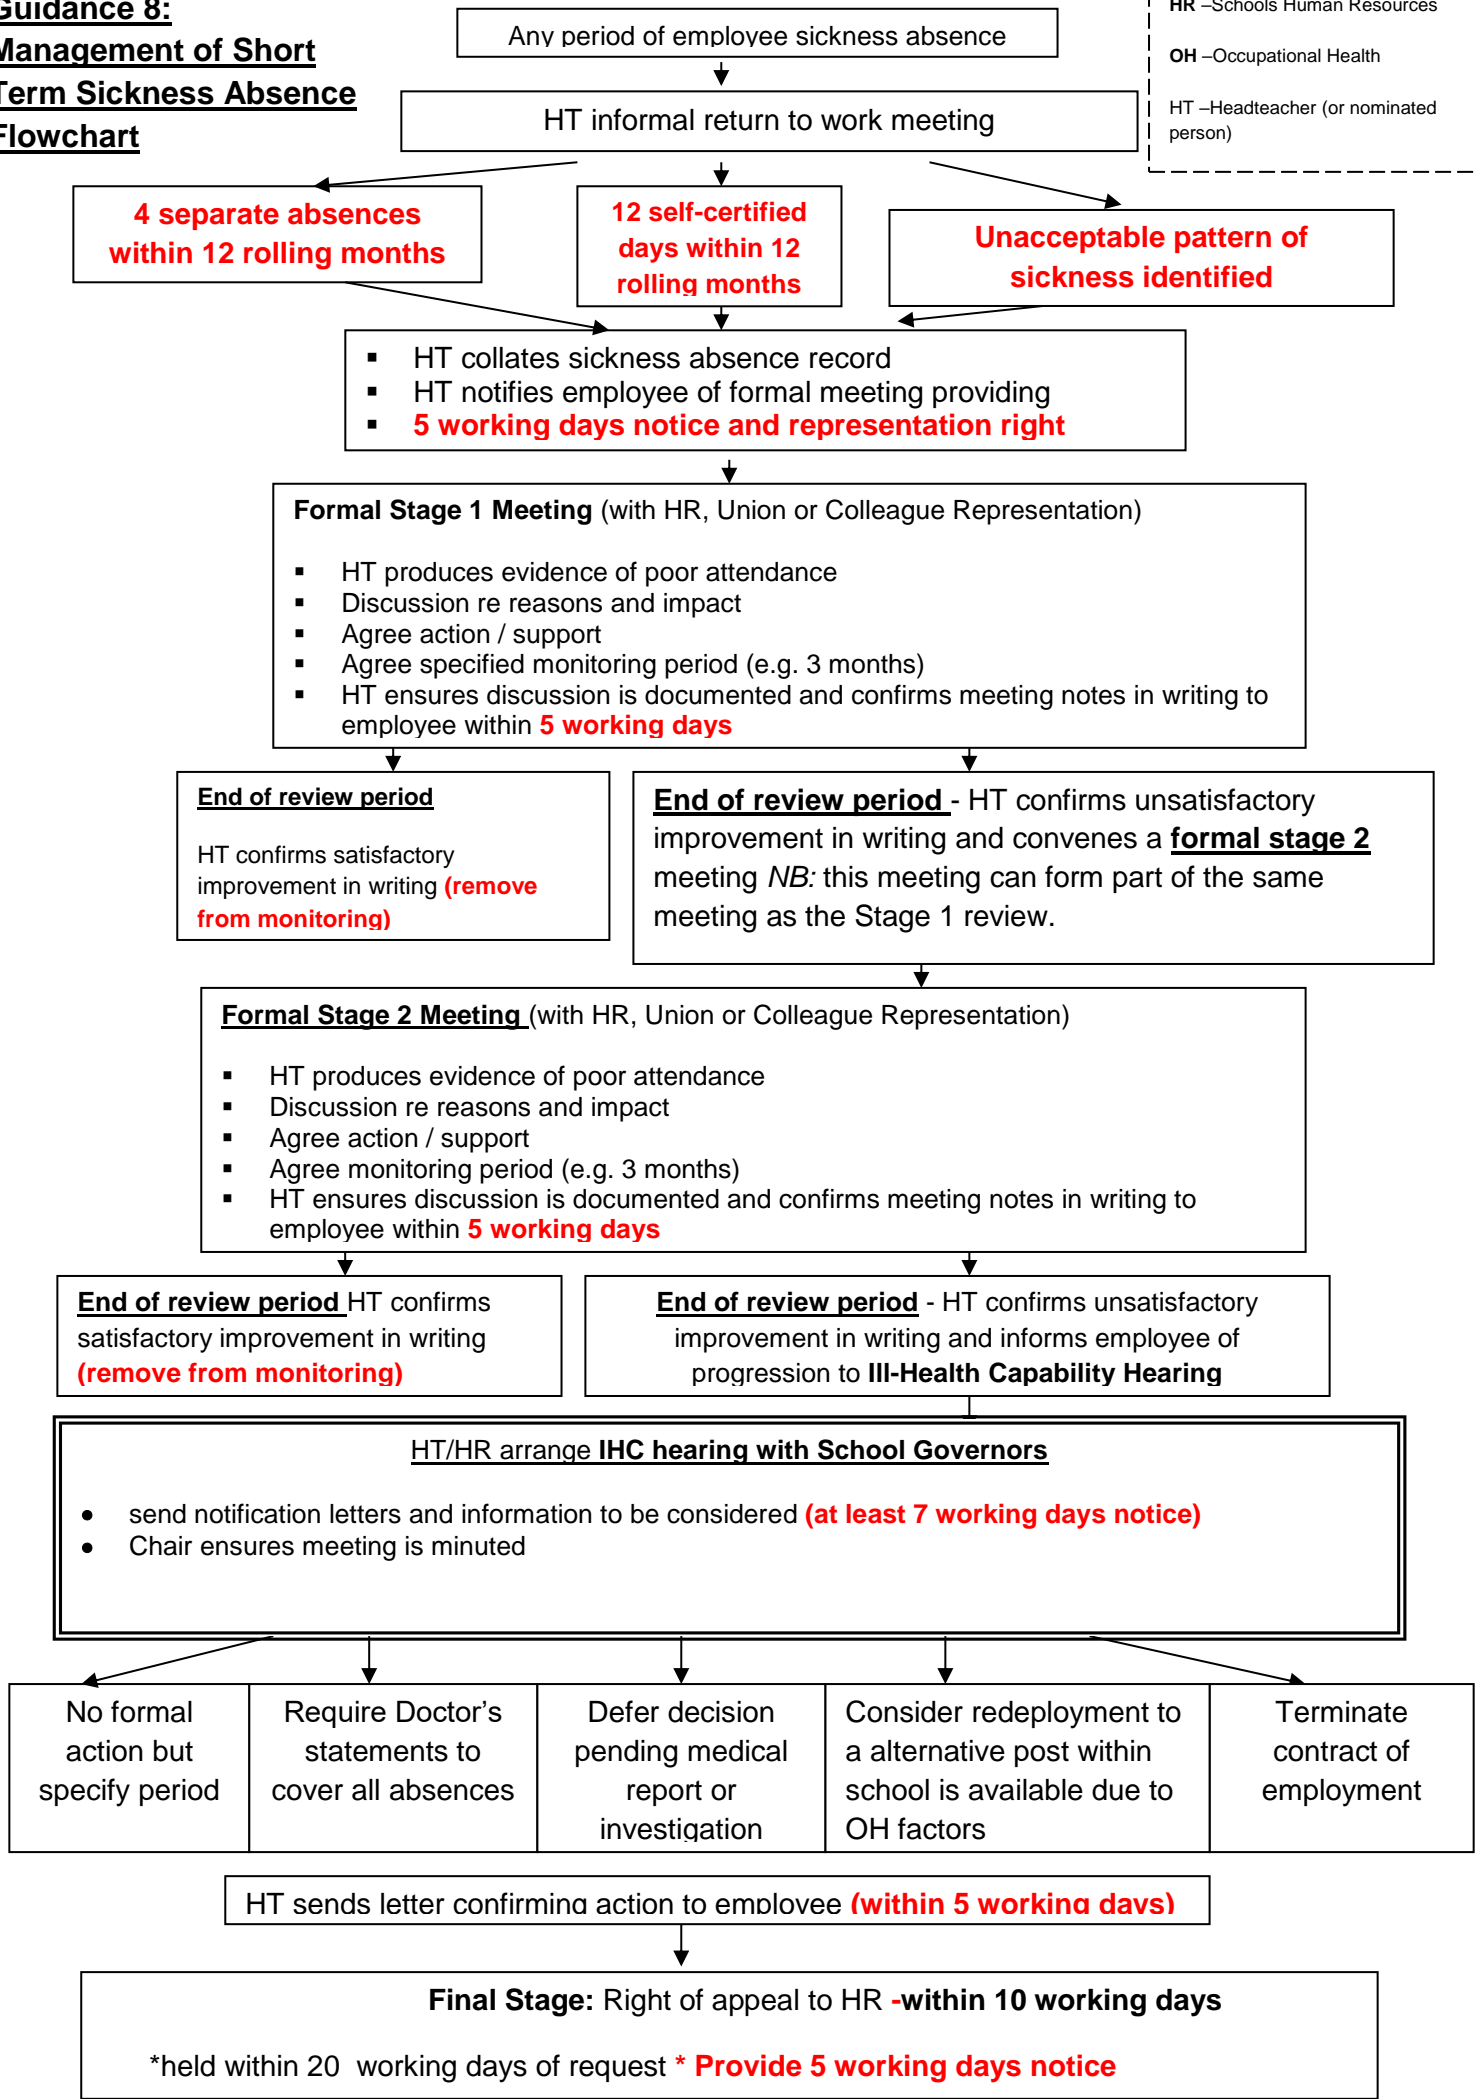 Guidance 8:
Management of Short
Term Sickness Absence
Flowchart
HR –Schools Human Resources
OH –Occupational Health
HT –Headteacher (or nominated
person)
Any period of employee sickness absence
HT informal return to work meeting
4 separate absences
within 12 rolling months
12 self-certified
days within 12
rolling months
Unacceptable pattern of
sickness identified
▪ HT collates sickness absence record
▪ HT notifies employee of formal meeting providing
▪ 5 working days notice and representation right
Formal Stage 1 Meeting (with HR, Union or Colleague Representation)
▪ HT produces evidence of poor attendance
▪ Discussion re reasons and impact
▪ Agree action / support
▪ Agree specified monitoring period (e.g. 3 months)
▪ HT ensures discussion is documented and confirms meeting notes in writing to
employee within 5 working days
End of review period
HT confirms satisfactory
improvement in writing (remove
from monitoring)
End of review period - HT confirms unsatisfactory
improvement in writing and convenes a formal stage 2
meeting NB: this meeting can form part of the same
meeting as the Stage 1 review.
Formal Stage 2 Meeting (with HR, Union or Colleague Representation)
▪ HT produces evidence of poor attendance
▪ Discussion re reasons and impact
▪ Agree action / support
▪ Agree monitoring period (e.g. 3 months)
▪ HT ensures discussion is documented and confirms meeting notes in writing to
employee within 5 working days
End of review period HT confirms
satisfactory improvement in writing
(remove from monitoring)
End of review period - HT confirms unsatisfactory
improvement in writing and informs employee of
progression to Ill-Health Capability Hearing
HT/HR arrange IHC hearing with School Governors
● send notification letters and information to be considered (at least 7 working days notice)
● Chair ensures meeting is minuted
No formal
action but
specify period
Require Doctor's
statements to
cover all absences
Defer decision
pending medical
report or
investigation
Consider redeployment to
a alternative post within
school is available due to
OH factors
Terminate
contract of
employment
HT sends letter confirming action to employee (within 5 working days)
Final Stage: Right of appeal to HR -within 10 working days
*held within 20 working days of request * Provide 5 working days notice